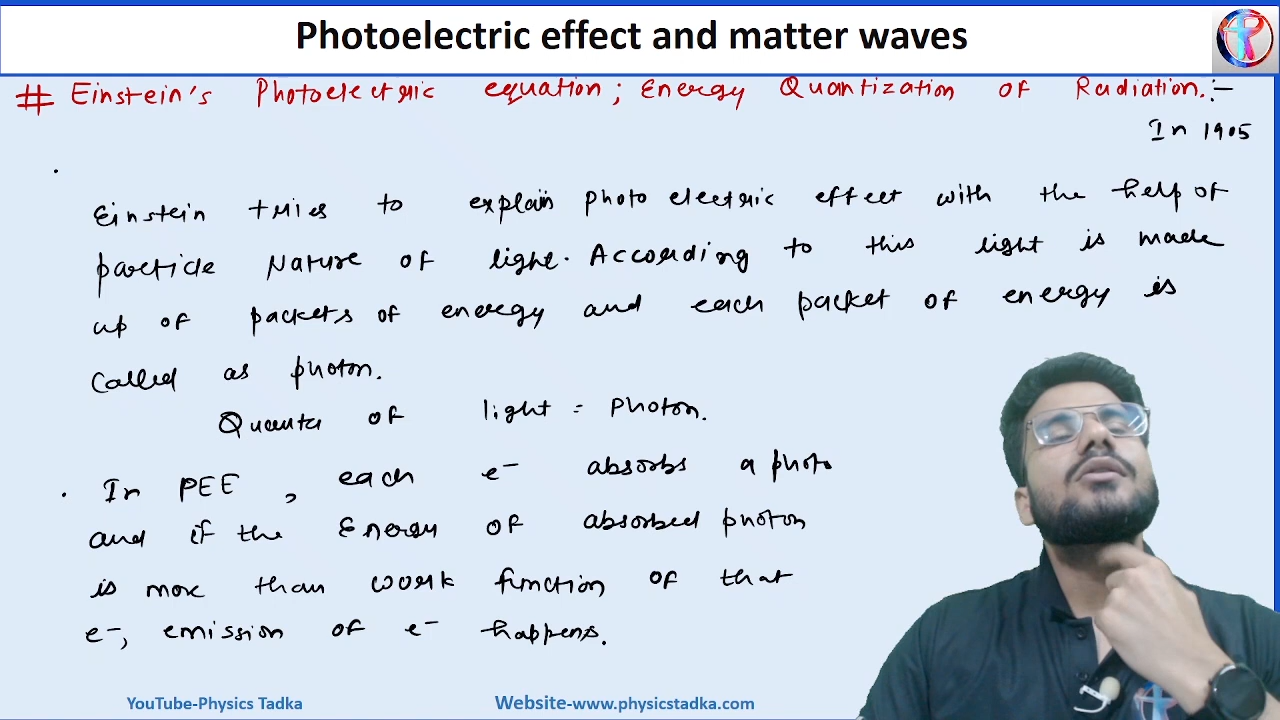 Photoelectric effect and matter waves
# Einstein's Photoelectric equation; Energy Quantization of Radiation. :-
In 1905
Einstein tries to explain photo electric effect with the help of
particle Nature of light. According to this light is made
up of packets of energy and each packet of energy is
called as photon.
Quanta of light = Photon.
. In PEE, each e⁻ absorbs a photo
and if the Energy of absorbed photon
is more than work function of that
e⁻, emission of e⁻ happens.
YouTube-Physics Tadka
Website-www.physicstadka.com